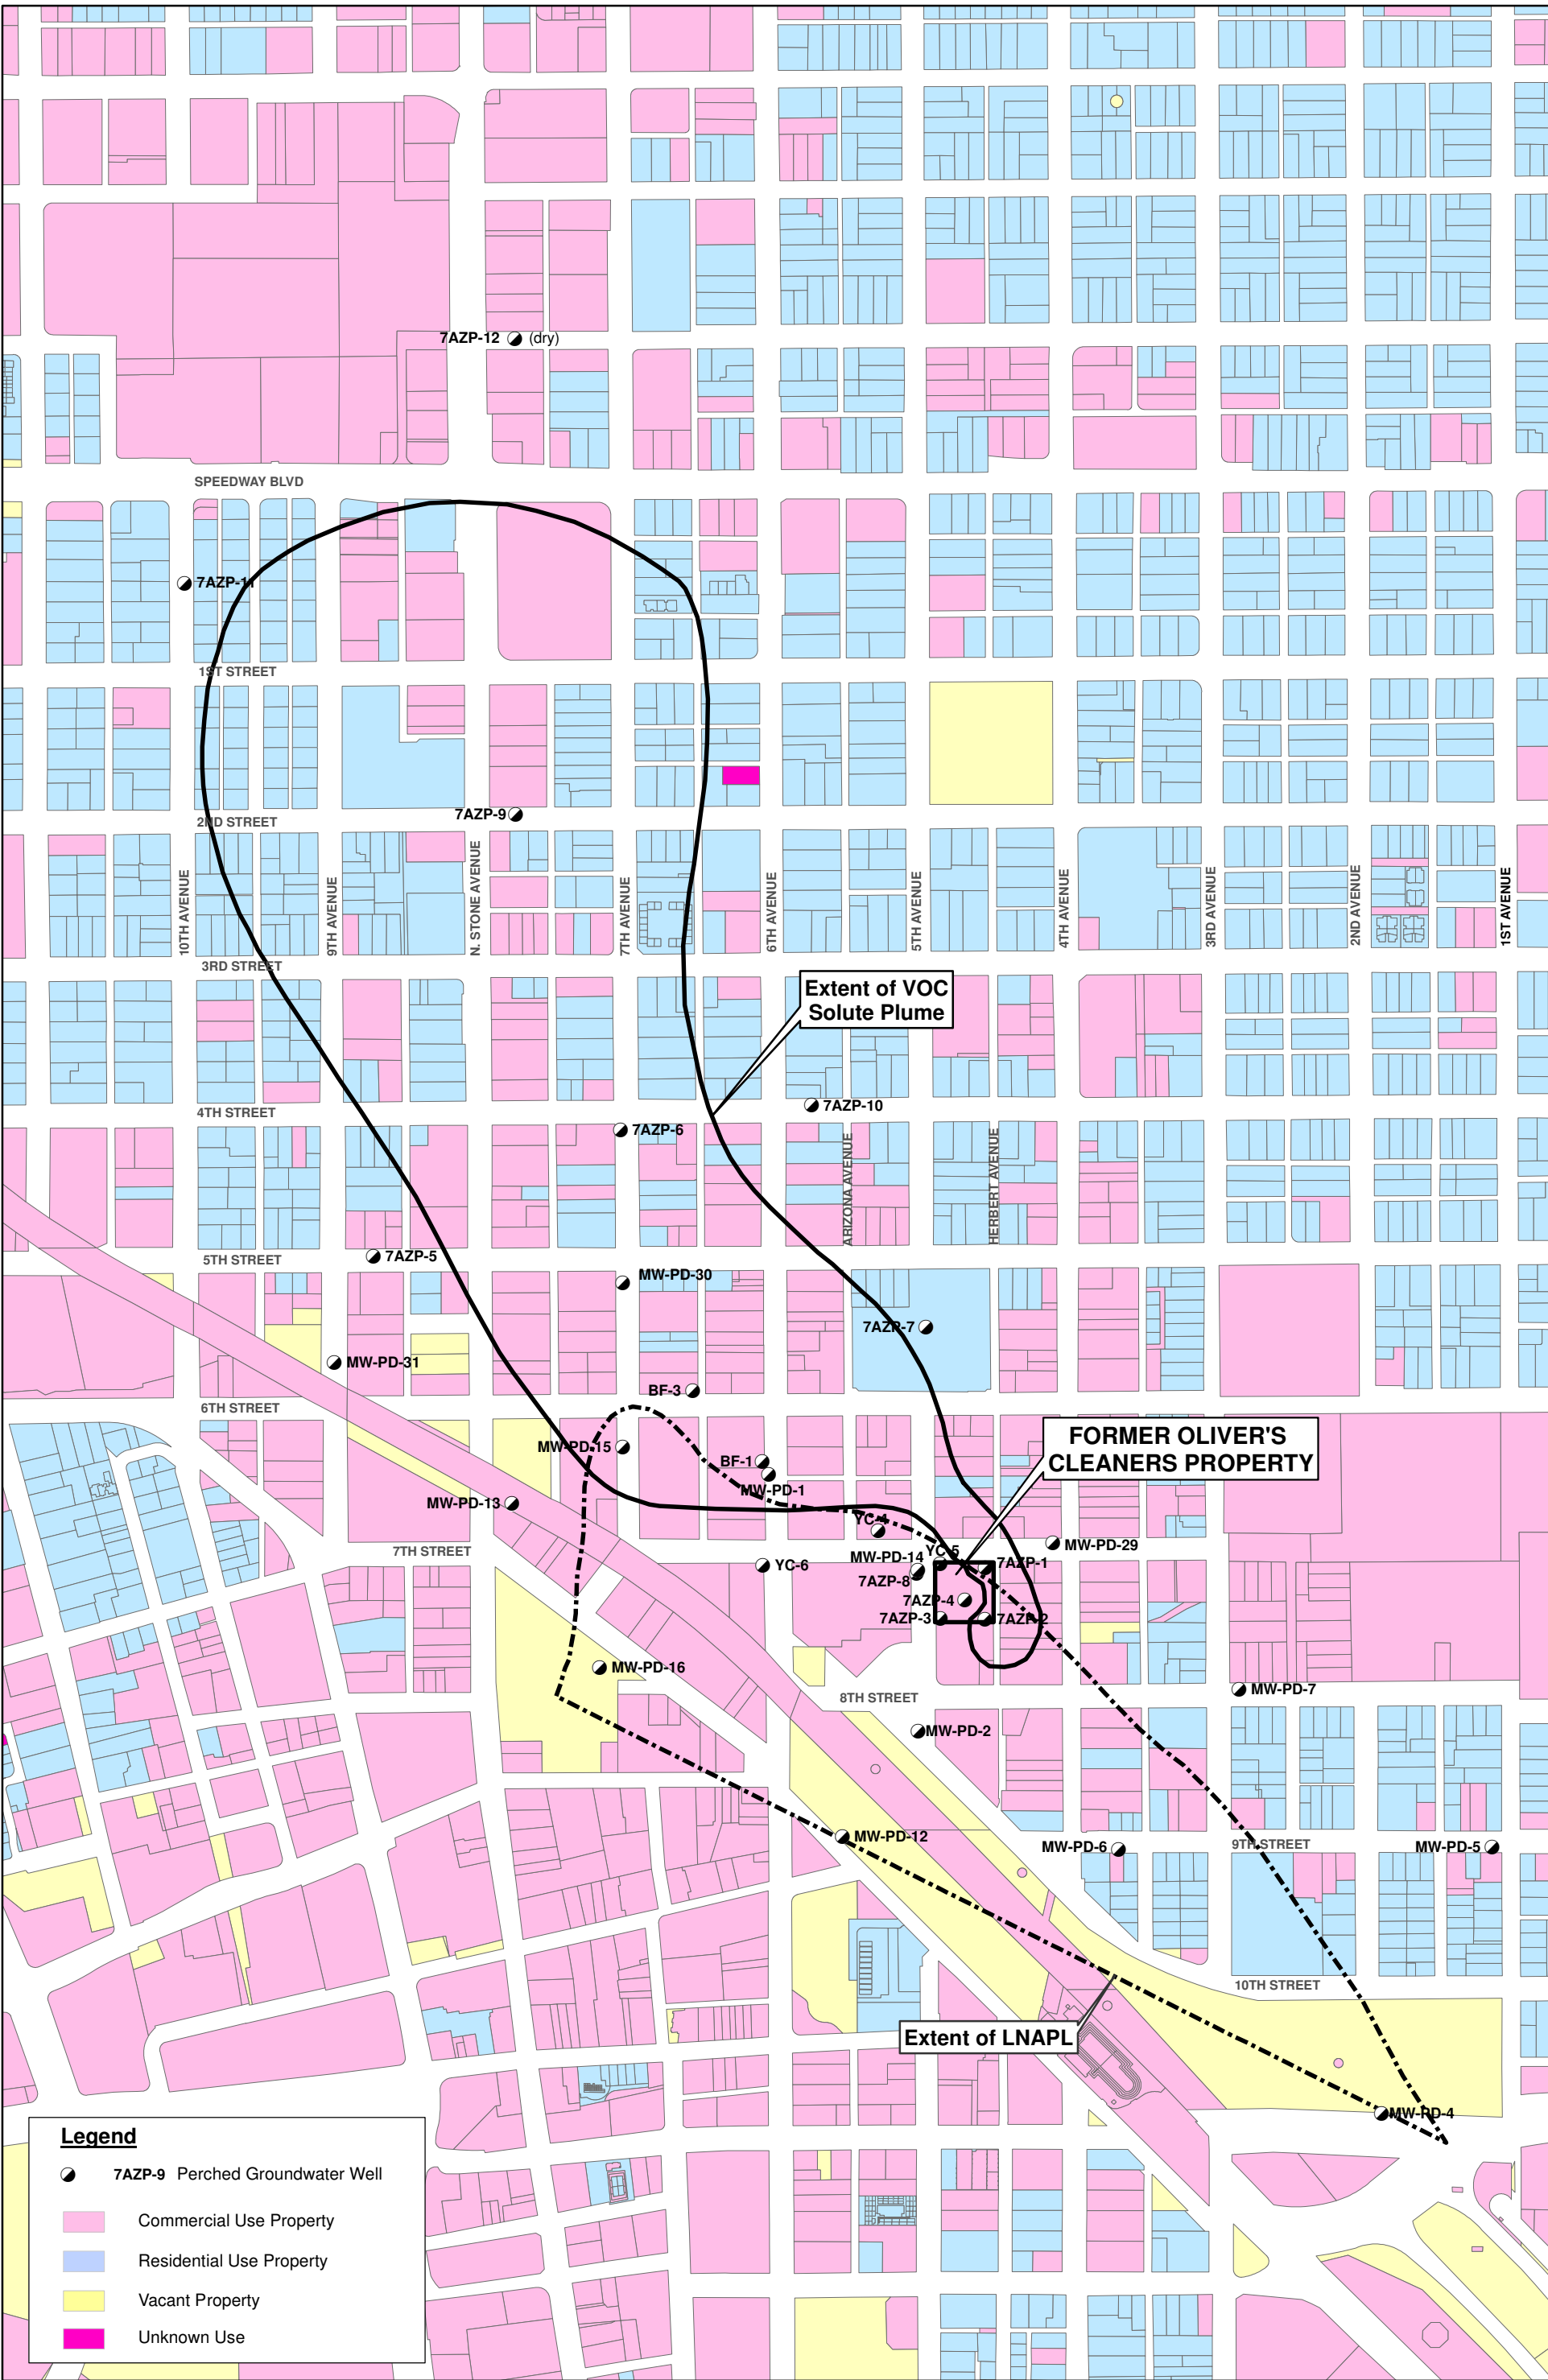 7AZP-12 (dry)
SPEEDWAY BLVD
7AZP-11
1ST STREET
7AZP-9
2ND STREET
10TH AVENUE
9TH AVENUE
N. STONE AVENUE
7TH AVENUE
6TH AVENUE
5TH AVENUE
4TH AVENUE
3RD AVENUE
2ND AVENUE
1ST AVENUE
3RD STREET
Extent of VOC
Solute Plume
4TH STREET
7AZP-10
7AZP-6
ARIZONA AVENUE
HERBERT AVENUE
5TH STREET
7AZP-5
MW-PD-30
7AZP-7
MW-PD-31
BF-3
6TH STREET
FORMER OLIVER'S
CLEANERS PROPERTY
MW-PD-15
BF-1
MW-PD-1
MW-PD-13
YC-4
7TH STREET
MW-PD-29
YC-5
MW-PD-14
YC-6
7AZP-1
7AZP-8
7AZP-4
7AZP-3
7AZP-2
MW-PD-16
MW-PD-7
8TH STREET
MW-PD-2
MW-PD-12
9TH STREET
MW-PD-6
MW-PD-5
10TH STREET
Extent of LNAPL
MW-PD-4
Legend
7AZP-9 Perched Groundwater Well
Commercial Use Property
Residential Use Property
Vacant Property
Unknown Use